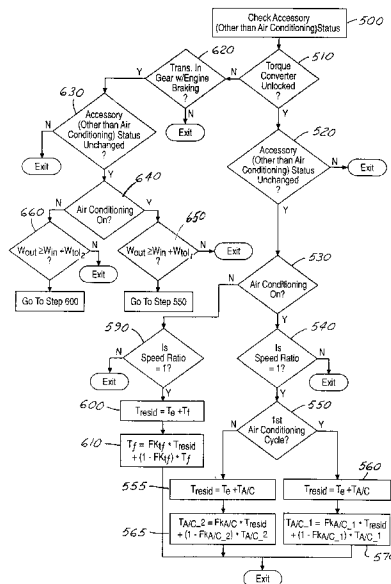 Check Accessory
(Other than Air Conditioning)Status
500
510
Torque
Converter
Unlocked
?
N
Y
620
Trans. In
Gear w/Engine
Braking
?
Y
N
Exit
630
Accessory
(Other than Air
Conditioning) Status
Unchanged
?
N
Exit
Y
520
Accessory
(Other than Air
Conditioning) Status
Unchanged
?
N
Exit
Y
640
Air Conditioning
On?
N
Y
660
Wout ≥Win +Wtol2
?
N
Exit
Y
650
Wout ≥Win +Wtol1
?
N
Exit
Y
Go To Step 600
Go To Step 550
530
Air Conditioning
On?
N
Y
590
Is
Speed Ratio
= 1?
N
Exit
Y
540
Is
Speed Ratio
= 1?
N
Exit
Y
600
Tresid = Te +Tf
610
Tf = FKtf * Tresid
+ (1 - FKtf) * Tf
550
1st
Air Conditioning
Cycle?
N
Y
555
Tresid = Te +TA/C
560
Tresid = Te +TA/C
565
TA/C_2 = FkA/C * Tresid
+ (1 - FkA/C_2) * TA/C_2
TA/C_1 = FkA/C_1 * Tresid
+ (1 - FkA/C_1) * TA/C_1
570
Exit